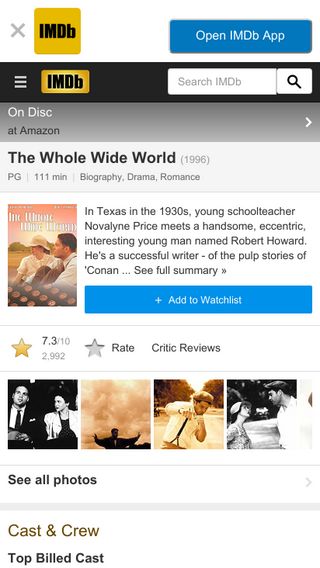 IMDb
Open IMDb App
IMDb
Search IMDb
On Disc
at Amazon
The Whole Wide World (1996)
PG | 111 min | Biography, Drama, Romance
THE WHOLE
WIDE WORLD
In Texas in the 1930s, young schoolteacher
Novalyne Price meets a handsome, eccentric,
interesting young man named Robert Howard.
He's a successful writer - of the pulp stories of
'Conan ... See full summary »
+ Add to Watchlist
7.3/10
2,992
Rate
Critic Reviews
See all photos
Cast & Crew
Top Billed Cast